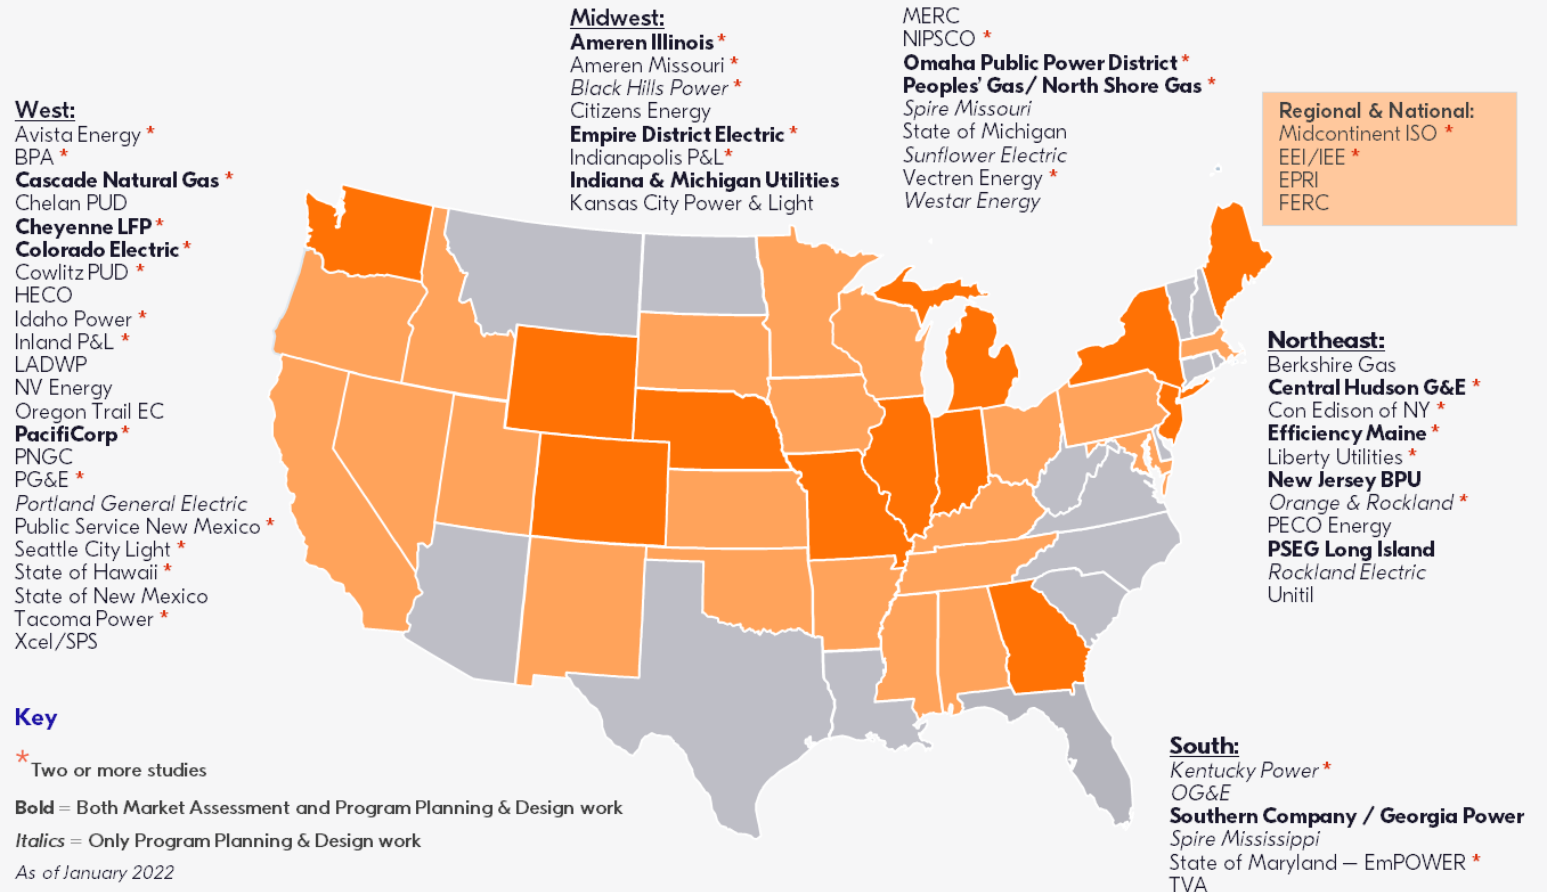 Midwest:
Ameren Illinois *
Ameren Missouri *
Black Hills Power *
Citizens Energy
Empire District Electric *
Indianapolis P&L*
Indiana & Michigan Utilities
Kansas City Power & Light
MERC
NIPSCO *
Omaha Public Power District *
Peoples' Gas/ North Shore Gas *
Spire Missouri
State of Michigan
Sunflower Electric
Vectren Energy *
Westar Energy
Regional & National:
Midcontinent ISO *
EEI/IEE *
EPRI
FERC
West:
Avista Energy *
BPA *
Cascade Natural Gas *
Chelan PUD
Cheyenne LFP *
Colorado Electric *
Cowlitz PUD *
HECO
Idaho Power *
Inland P&L *
LADWP
NV Energy
Oregon Trail EC
PacifiCorp *
PNGC
PG&E *
Portland General Electric
Public Service New Mexico *
Seattle City Light *
State of Hawaii *
State of New Mexico
Tacoma Power *
Xcel/SPS
Northeast:
Berkshire Gas
Central Hudson G&E *
Con Edison of NY *
Efficiency Maine *
Liberty Utilities *
New Jersey BPU
Orange & Rockland *
PECO Energy
PSEG Long Island
Rockland Electric
Unitil
South:
Kentucky Power *
OG&E
Southern Company / Georgia Power
Spire Mississippi
State of Maryland – EmPOWER *
TVA
Key
* Two or more studies
Bold = Both Market Assessment and Program Planning & Design work
Italics = Only Program Planning & Design work
As of January 2022